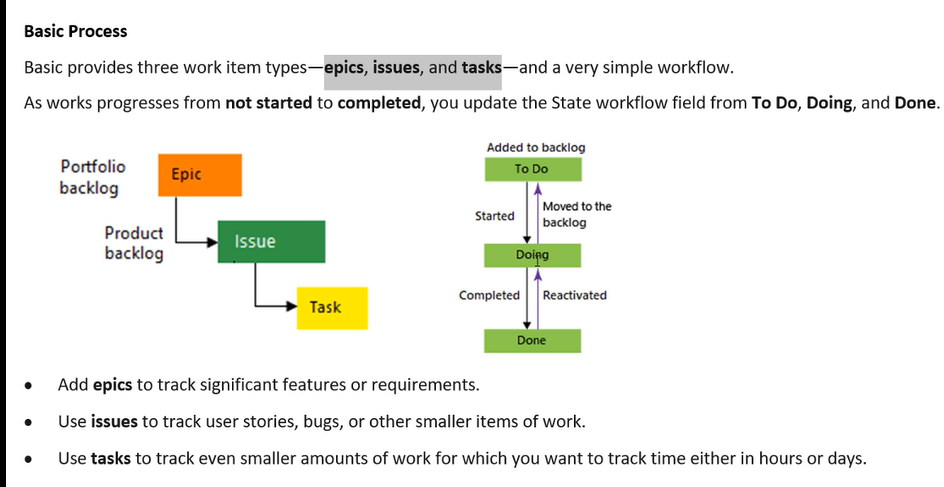 Basic Process
Basic provides three work item types—epics, issues, and tasks—and a very simple workflow.
As works progresses from not started to completed, you update the State workflow field from To Do, Doing, and Done.
Portfolio
backlog
Epic
Product
backlog
Issue
Task
Added to backlog
To Do
Started
Moved to the
backlog
Doing
Completed
Reactivated
Done
• Add epics to track significant features or requirements.
• Use issues to track user stories, bugs, or other smaller items of work.
• Use tasks to track even smaller amounts of work for which you want to track time either in hours or days.